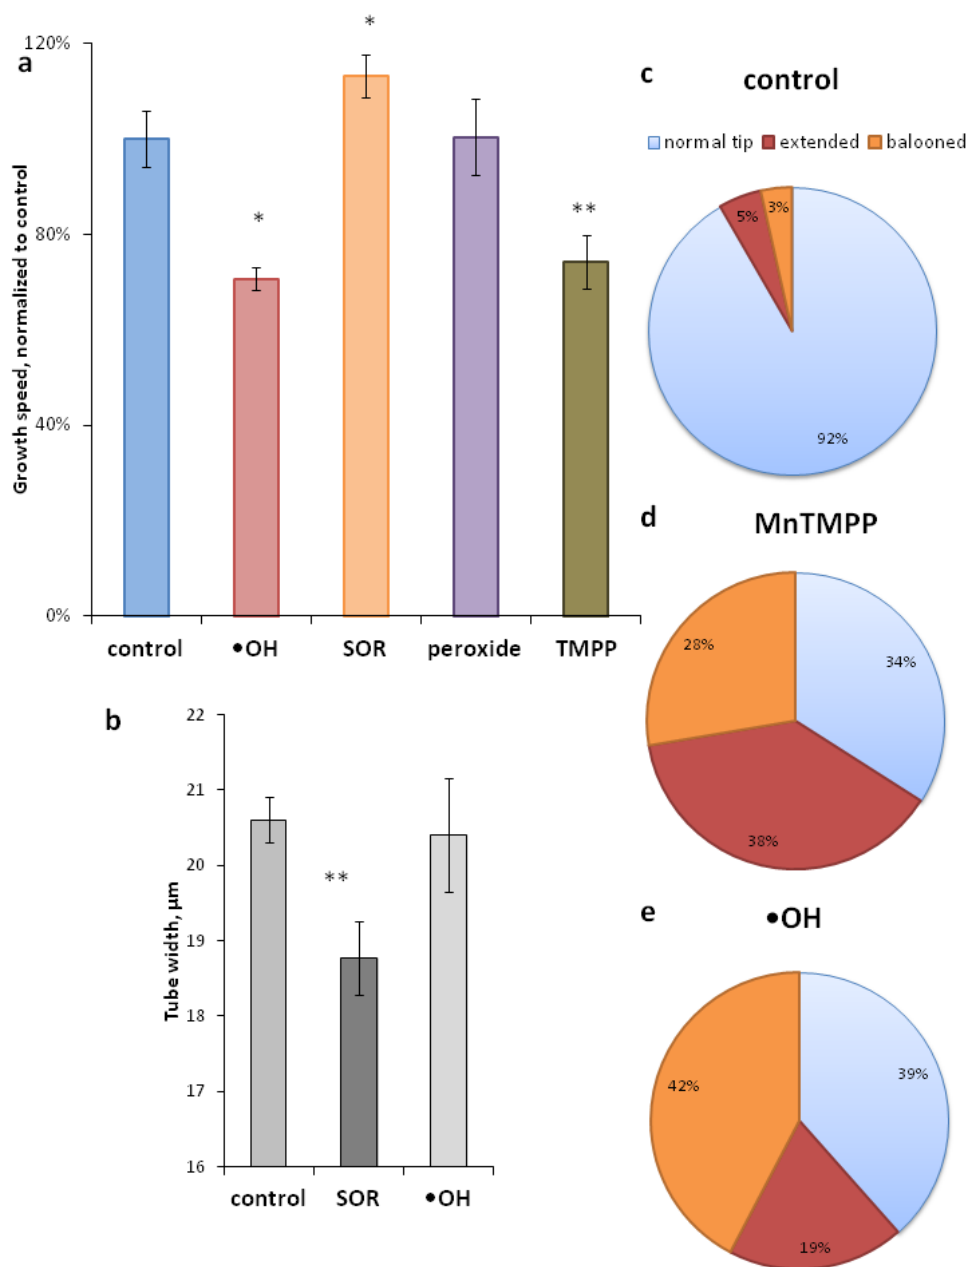 a
Growth speed, normalized to control
120%
80%
40%
0%
*
*
**
control
•OH
SOR
peroxide
TMPP
b
Tube width, µm
22
21
20
19
18
17
16
**
control
SOR
•OH
c
control
normal tip
extended
balooned
5%
3%
92%
d
MnTMPP
28%
34%
38%
e
•OH
42%
39%
19%